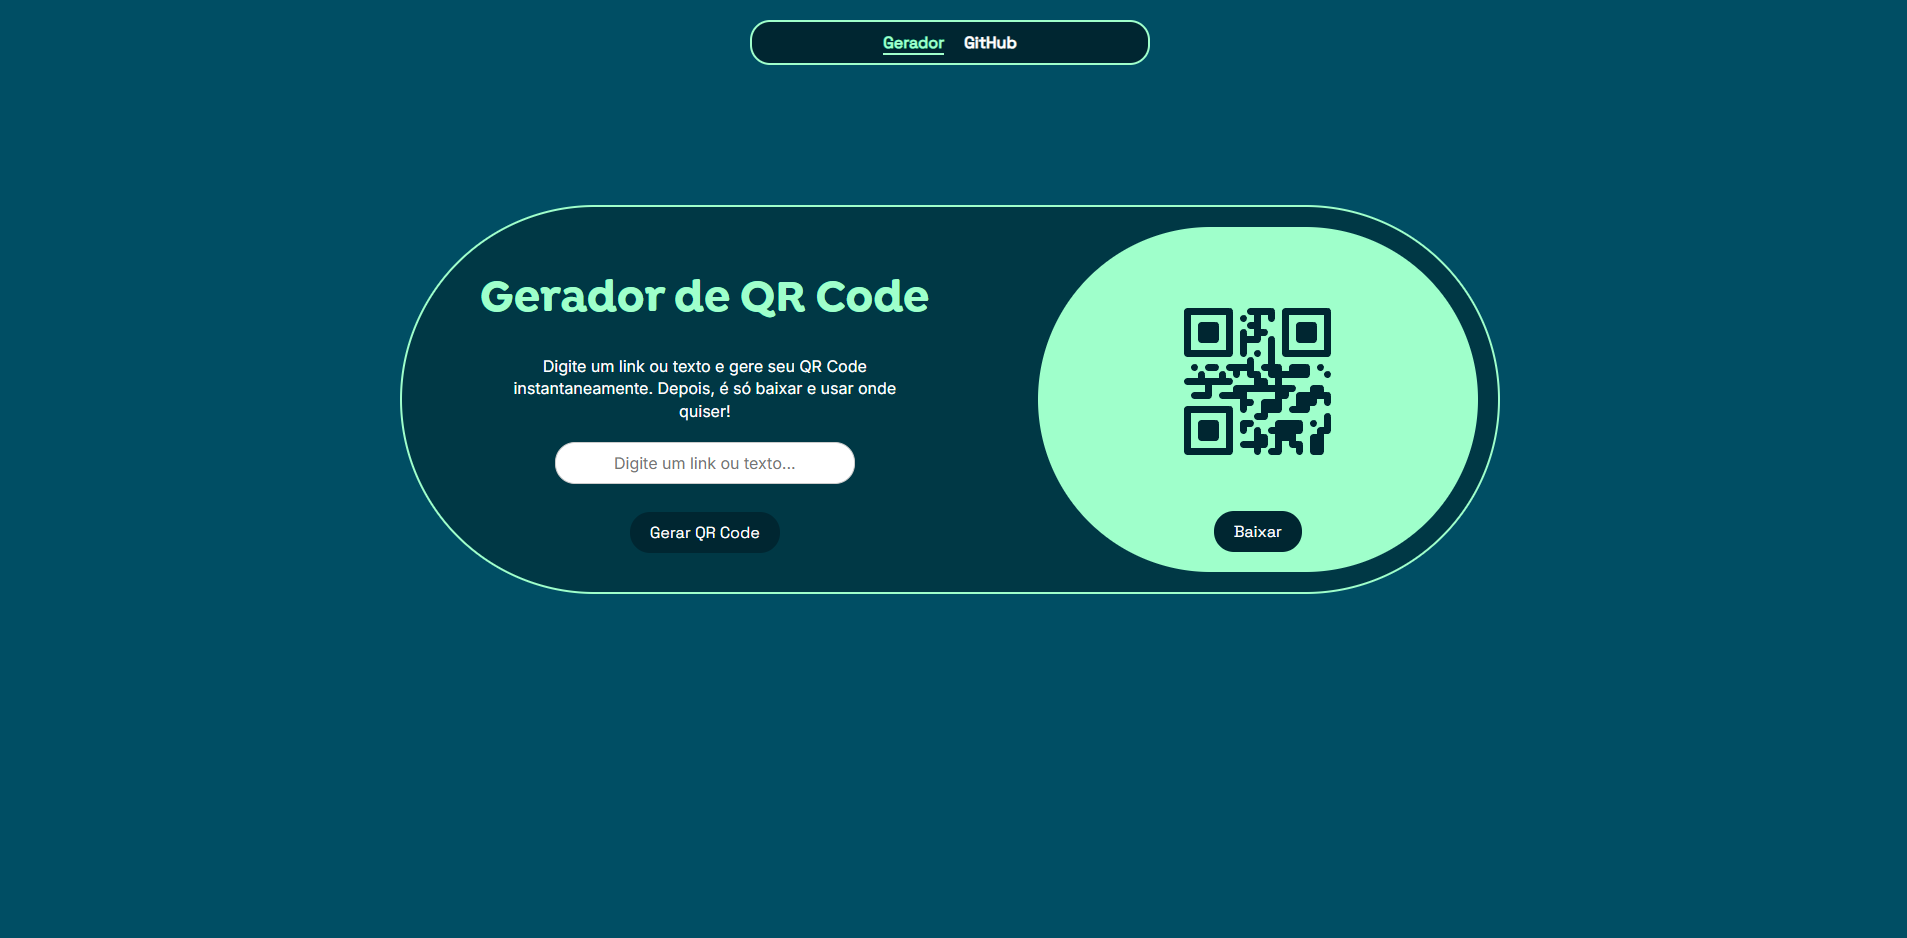 Gerador GitHub
Gerador de QR Code
Digite um link ou texto e gere seu QR Code
instantaneamente. Depois, é só baixar e usar onde
quiser!
Digite um link ou texto...
Gerar QR Code
Baixar